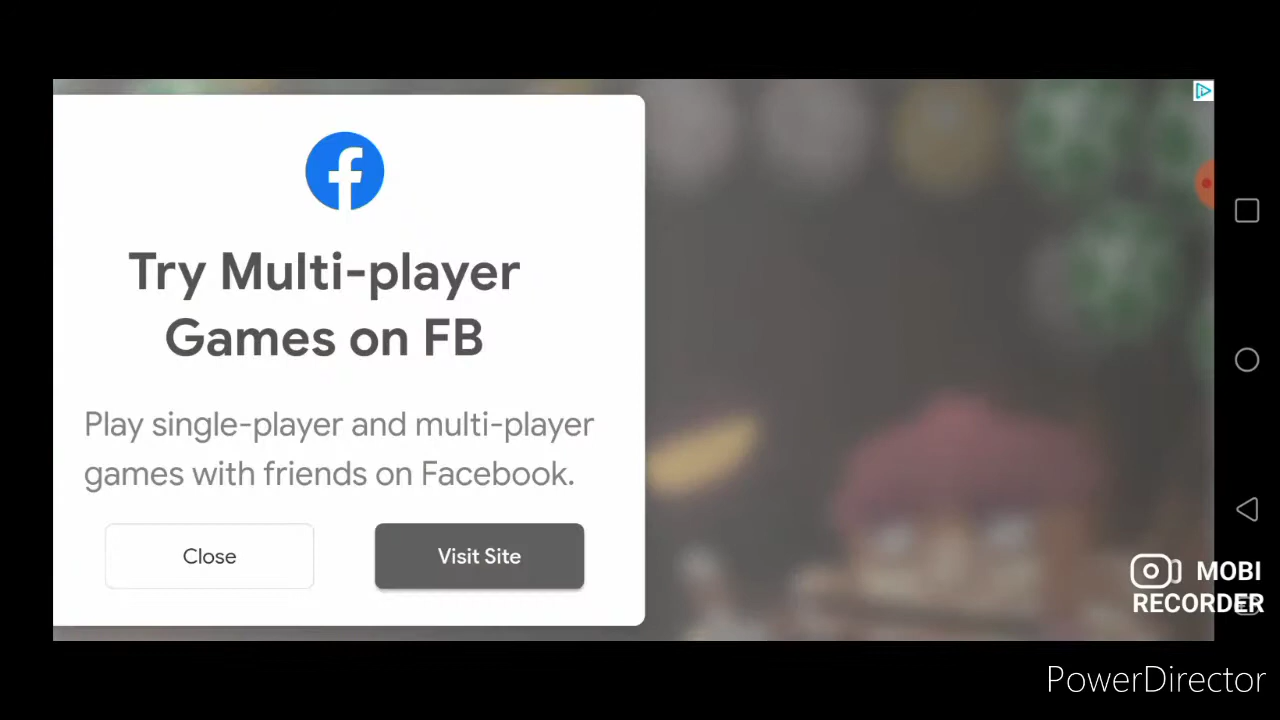 Try Multi-player
Games on FB
Play single-player and multi-player
games with friends on Facebook.
Close
Visit Site
MOBI
RECORDER
PowerDirector